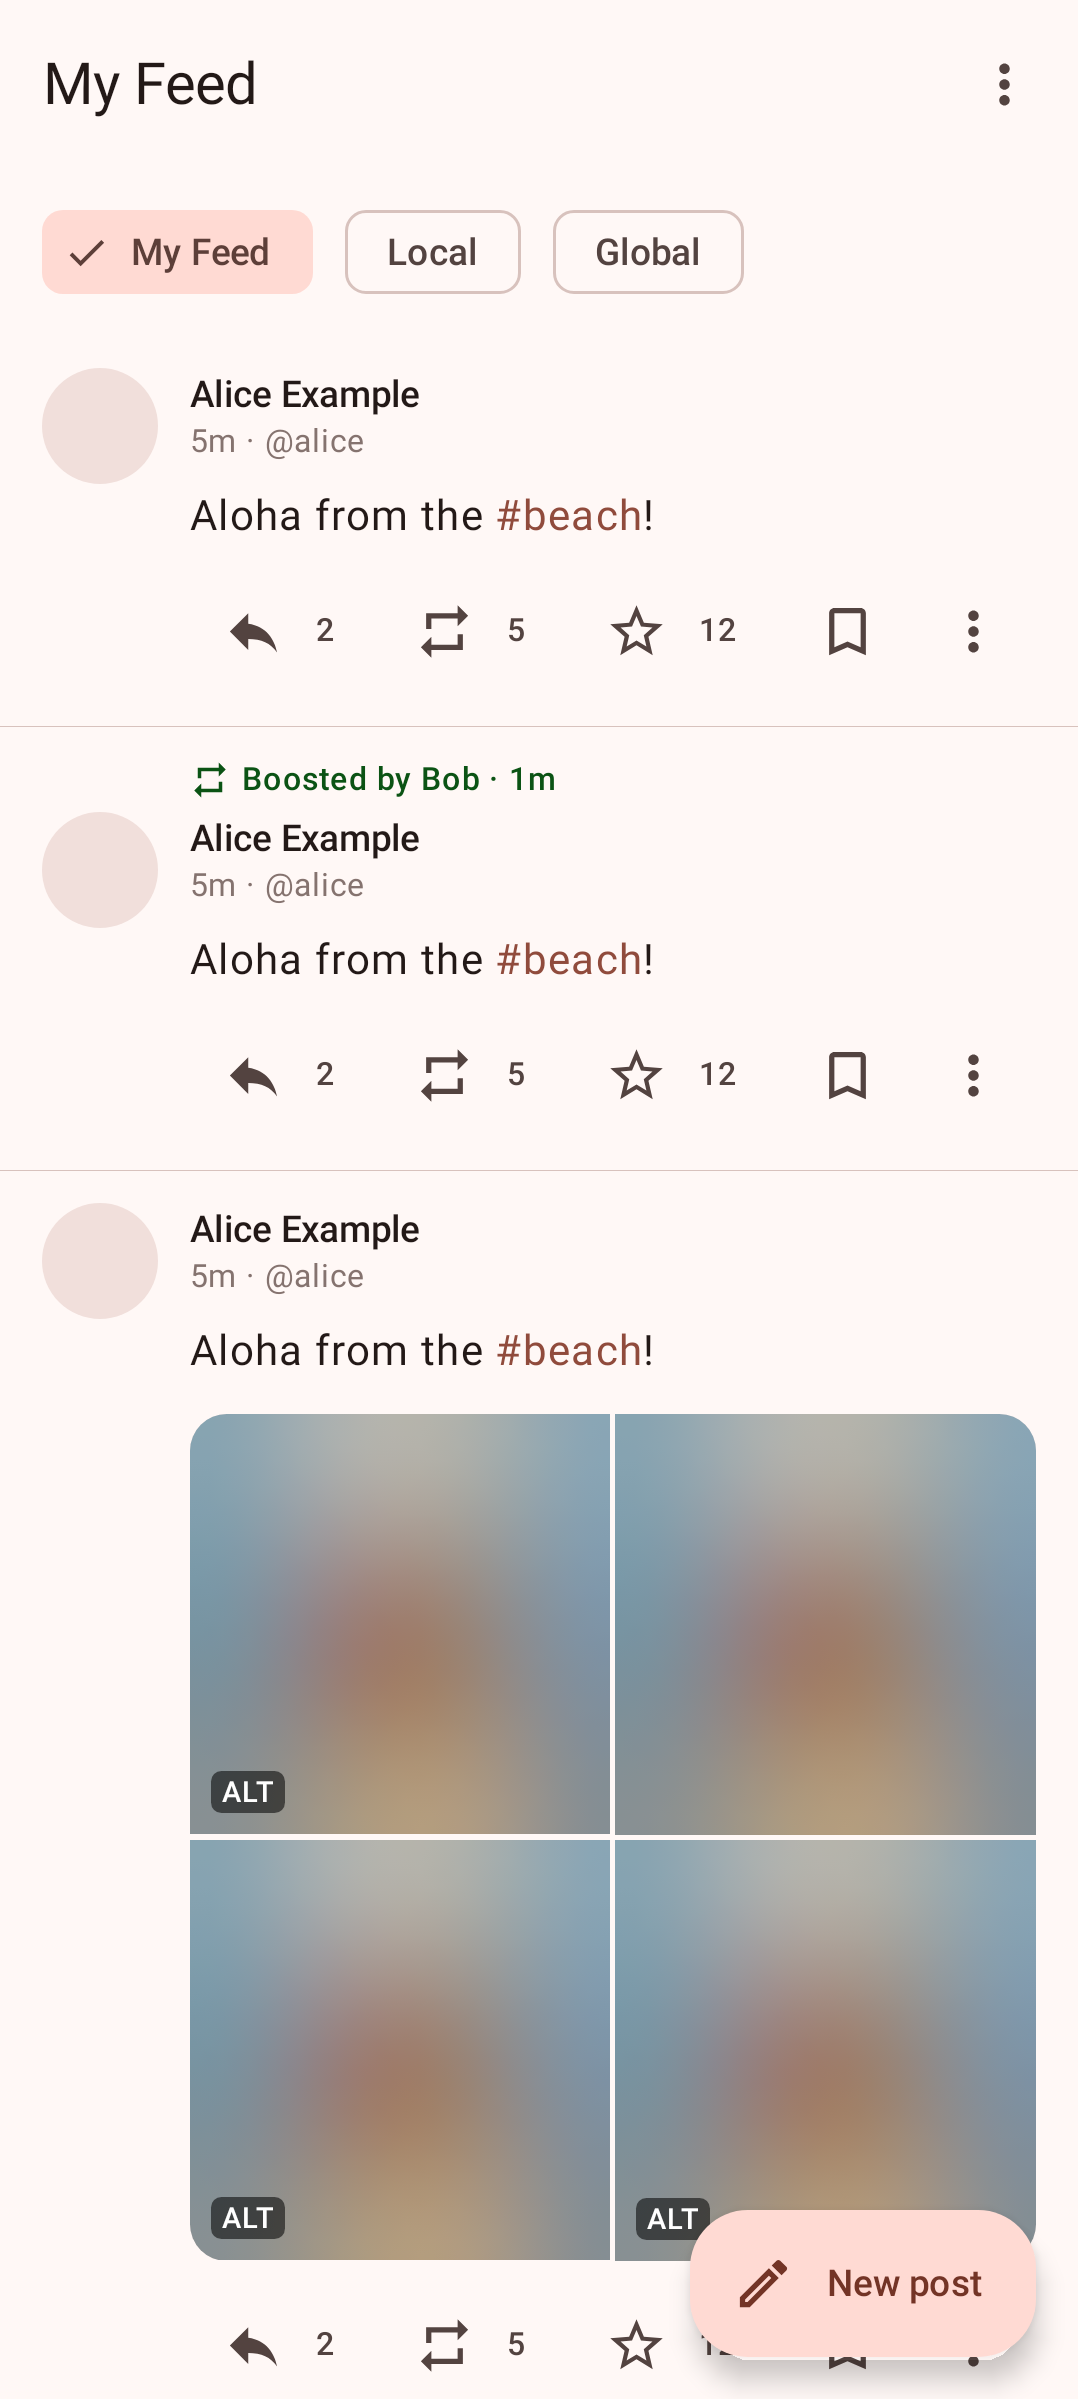 My Feed
My Feed Local Global
Alice Example
5m · @alice
Aloha from the #beach!
2 5 12
Boosted by Bob · 1m
Alice Example
5m · @alice
Aloha from the #beach!
2 5 12
Alice Example
5m · @alice
Aloha from the #beach!
ALT
ALT ALT
New post
2 5